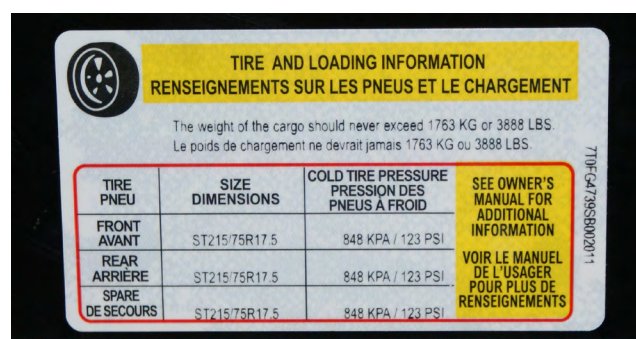 TIRE AND LOADING INFORMATION
RENSEIGNEMENTS SUR LES PNEUS ET LE CHARGEMENT
The weight of the cargo should never exceed 1763 KG or 3888 LBS.
Le poids de chargement ne devrait jamais 1763 KG ou 3888 LBS.
TIRE
PNEU
SIZE
DIMENSIONS
COLD TIRE PRESSURE
PRESSION DES
PNEUS À FROID
FRONT
AVANT
ST215/75R17.5
848 KPA / 123 PSI
REAR
ARRIÈRE
ST215/75R17.5
848 KPA / 123 PSI
SPARE
DE SECOURS
ST215/75R17.5
848 KPA / 123 PSI
SEE OWNER'S
MANUAL FOR
ADDITIONAL
INFORMATION
VOIR LE MANUEL
DE L'USAGER
POUR PLUS DE
RENSEIGNEMENTS
7T0FG4739SB002011